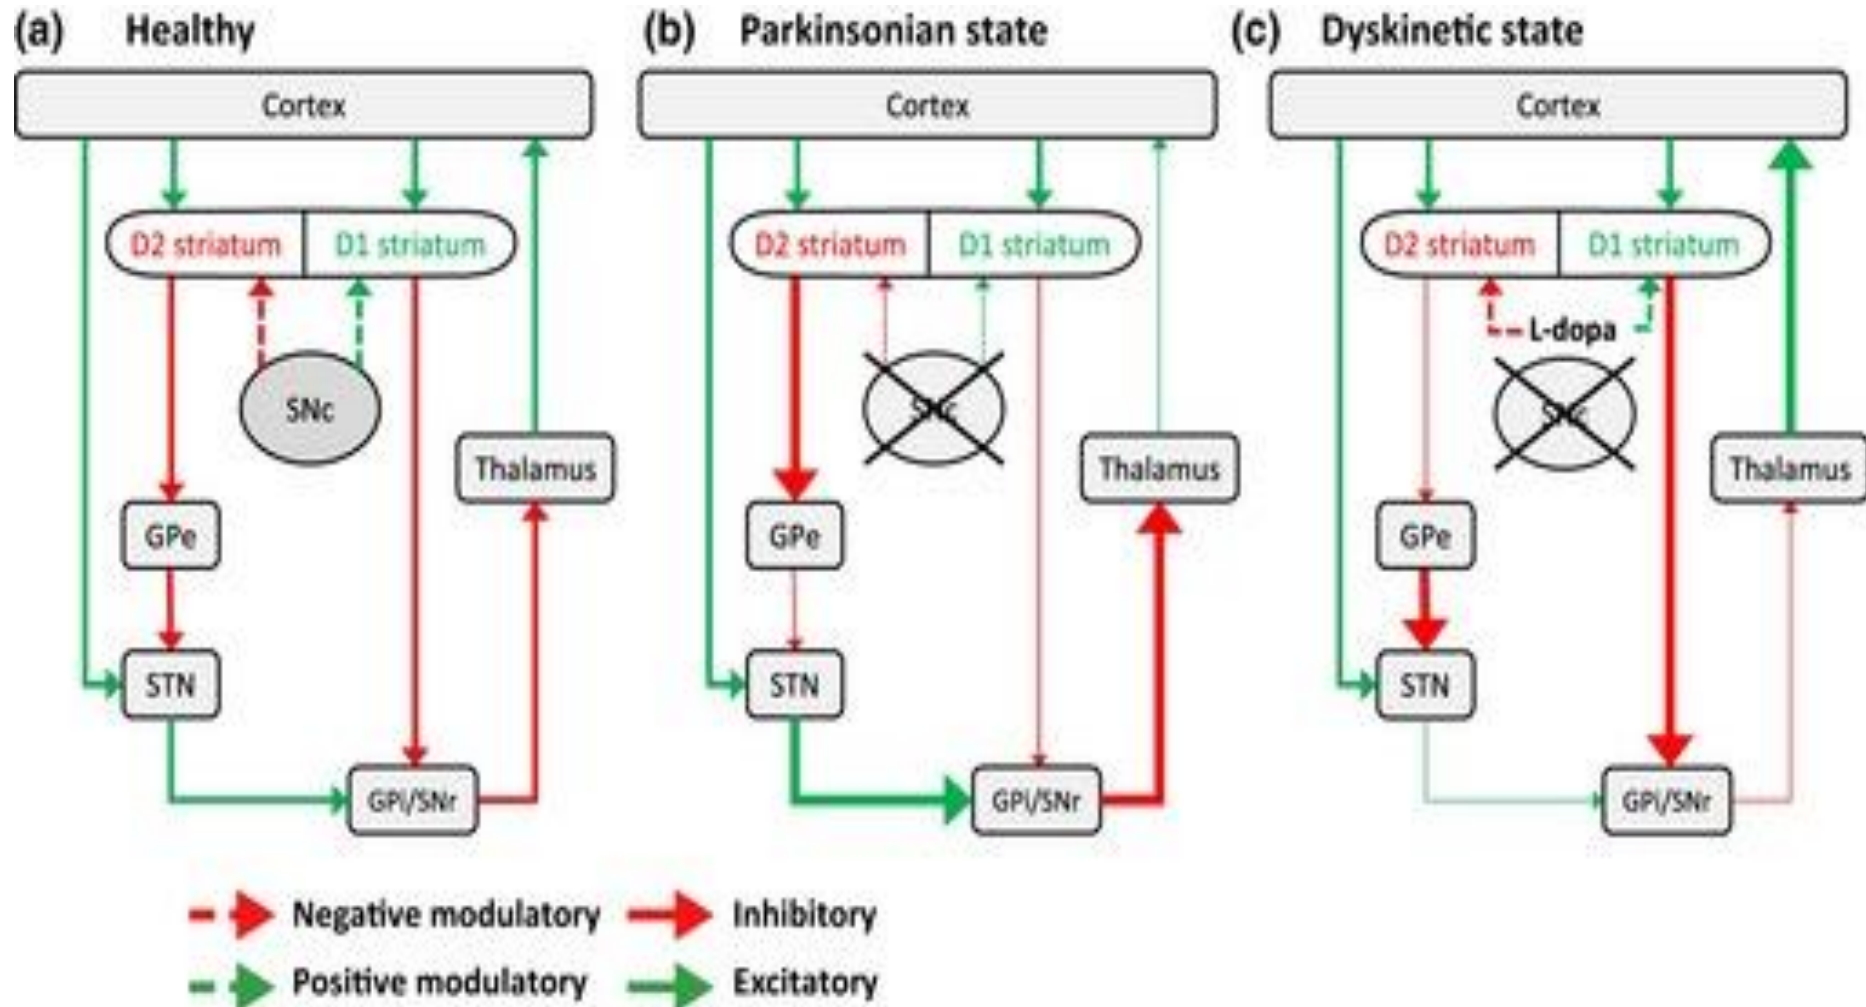 (a) Healthy
Cortex
D2 striatum D1 striatum
SNc
Thalamus
GPe
STN
GPi/SNr
(b) Parkinsonian state
Cortex
D2 striatum D1 striatum
SNc
Thalamus
GPe
STN
GPi/SNr
(c) Dyskinetic state
Cortex
D2 striatum D1 striatum
L-dopa
SNc
Thalamus
GPe
STN
GPi/SNr
Negative modulatory Inhibitory
Positive modulatory Excitatory